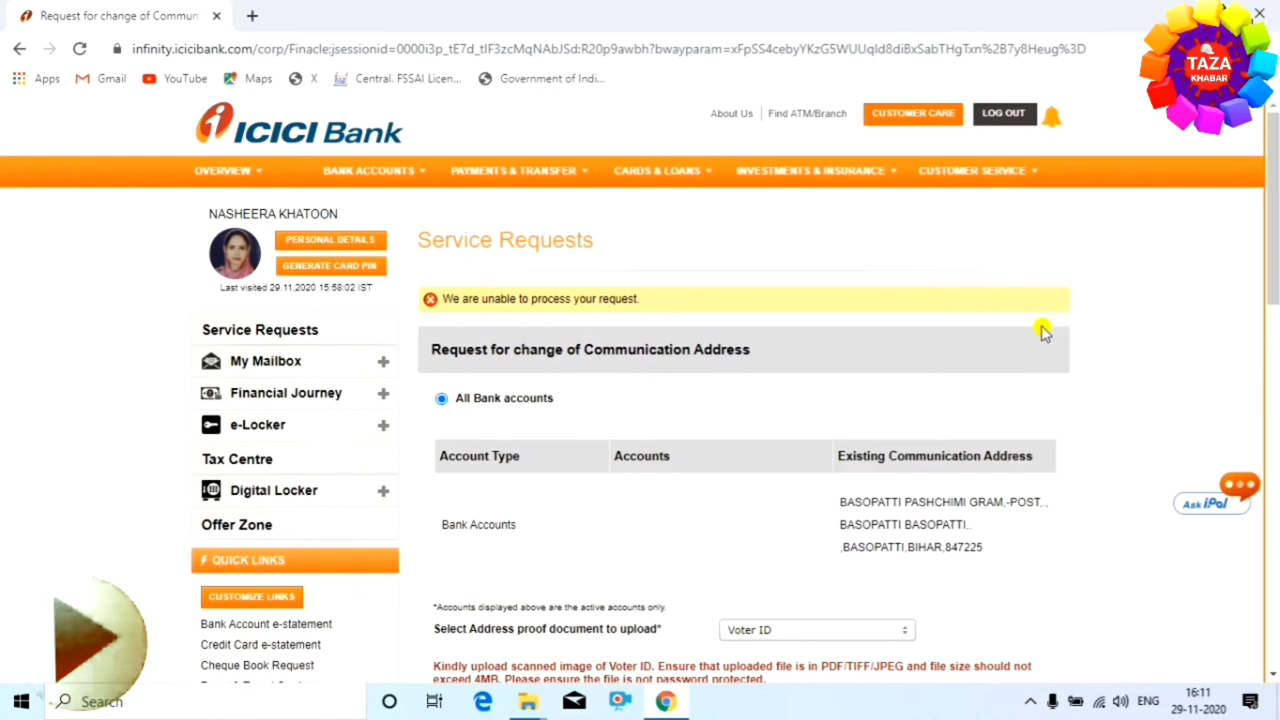 Request for change of Commun
infinity.icicibank.com/corp/Finacle;jsessionid=0000i3p_tE7d_tIF3zcMqNAbJSd:R20p9awbh?bwayparam=xFpSS4cebyYKzG5WUUqId8diBxSabTHgTxn%2B7y8Heug%3D
Apps Gmail YouTube Maps X Central. FSSAI Licen... Government of Indi...
TAZA
KHABAR
ICICI Bank
About Us Find ATM/Branch CUSTOMER CARE LOG OUT
OVERVIEW BANK ACCOUNTS PAYMENTS & TRANSFER CARDS & LOANS INVESTMENTS & INSURANCE CUSTOMER SERVICE
NASHEERA KHATOON
PERSONAL DETAILS
GENERATE CARD PIN
Last visited 29.11.2020 15:58:02 IST
Service Requests
My Mailbox
Financial Journey
e-Locker
Tax Centre
Digital Locker
Offer Zone
QUICK LINKS
CUSTOMIZE LINKS
Bank Account e-statement
Credit Card e-statement
Cheque Book Request
Service Requests
We are unable to process your request.
Request for change of Communication Address
All Bank accounts
Account Type Accounts Existing Communication Address
Bank Accounts
BASOPATTI PASHCHIMI GRAM,-POST,.,
BASOPATTI BASOPATTI..
,BASOPATTI,BIHAR,847225
*Accounts displayed above are the active accounts only.
Select Address proof document to upload* Voter ID
Kindly upload scanned image of Voter ID. Ensure that uploaded file is in PDF/TIFF/JPEG and file size should not
exceed 4MB. Please ensure the file is not password protected.
Ask iPal
Search
ENG
16:11
29-11-2020